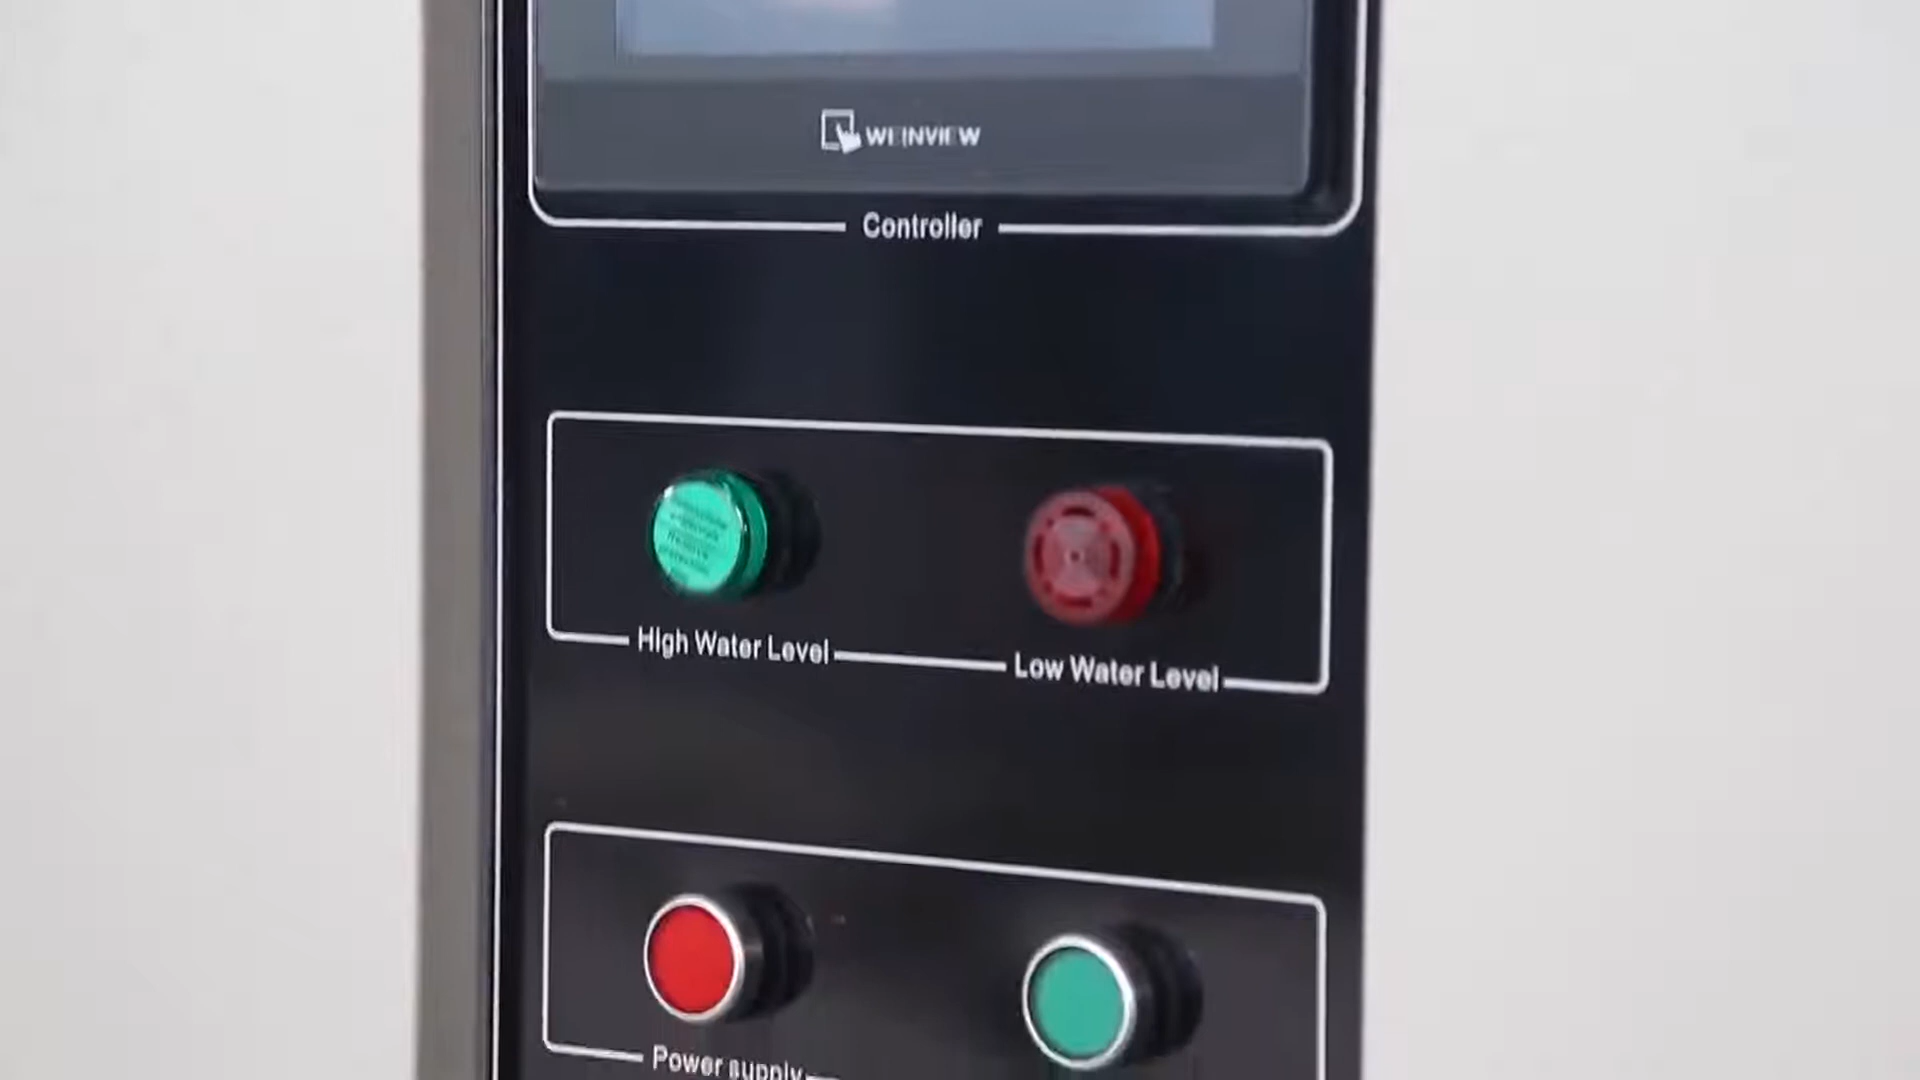 WEINVIEW
Controller
High Water Level
Low Water Level
Power supply